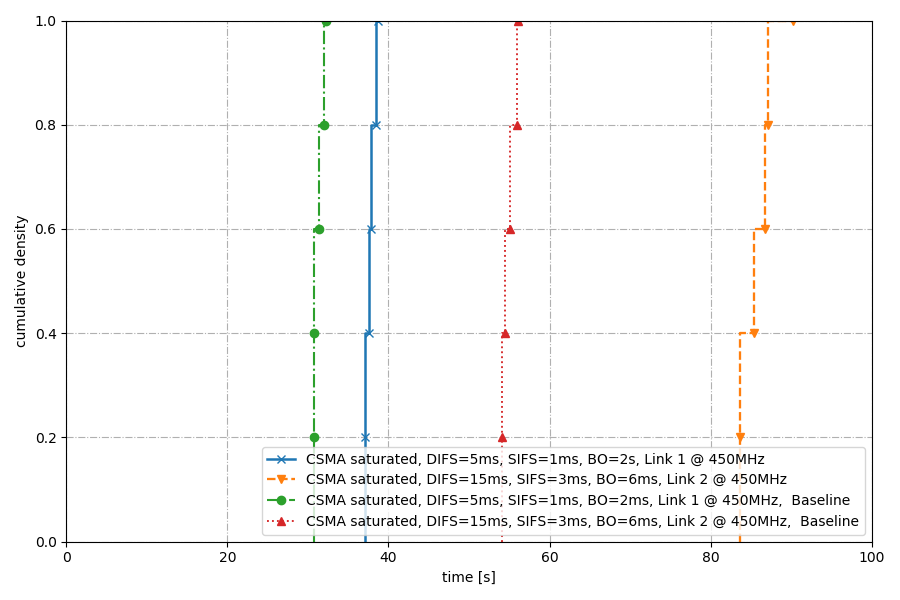 1.0
0.8
0.6
0.4
0.2
0.0
cumulative density
CSMA saturated, DIFS=5ms, SIFS=1ms, BO=2s, Link 1 @ 450MHz
CSMA saturated, DIFS=15ms, SIFS=3ms, BO=6ms, Link 2 @ 450MHz
CSMA saturated, DIFS=5ms, SIFS=1ms, BO=2ms, Link 1 @ 450MHz,  Baseline
CSMA saturated, DIFS=15ms, SIFS=3ms, BO=6ms, Link 2 @ 450MHz,  Baseline
0 20 40 60 80 100
time [s]